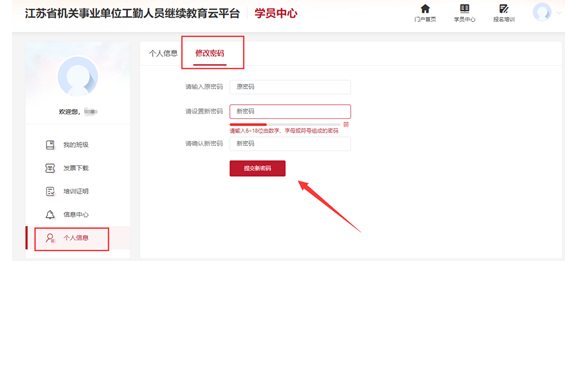 江苏省机关事业单位工勤人员继续教育云平台 学员中心
门户首页 学员中心 报名培训
个人信息 修改密码
欢迎您，
请输入原密码 原密码
请设置新密码 新密码
弱
请输入6-18位由数字、字母或符号组成的密码
请确认新密码 新密码
提交新密码
我的班级
发票下载
培训证明
信息中心
个人信息